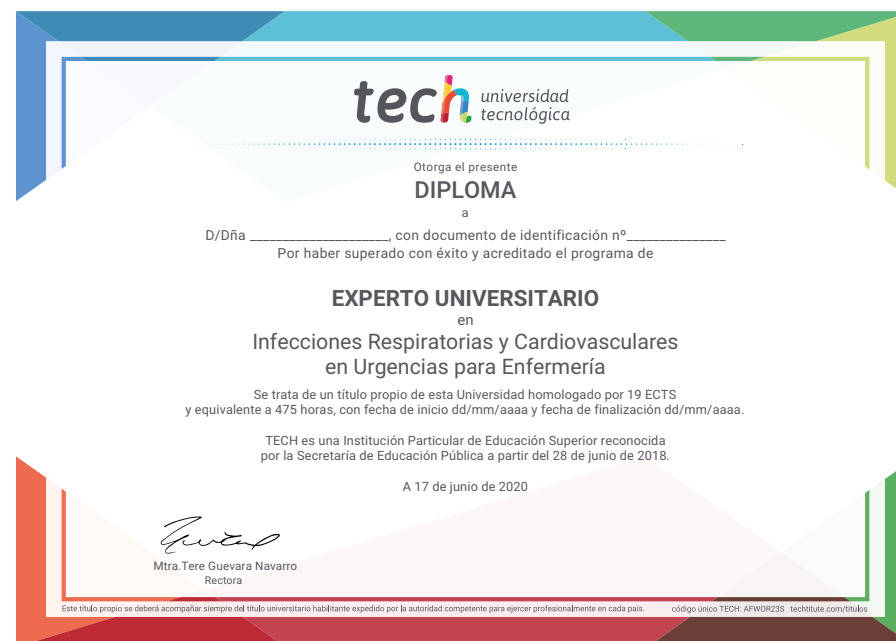 tech universidad
tecnológica
Otorga el presente
DIPLOMA
a
D/Dña _____________________, con documento de identificación nº_______________
Por haber superado con éxito y acreditado el programa de
EXPERTO UNIVERSITARIO
en
Infecciones Respiratorias y Cardiovasculares
en Urgencias para Enfermería
Se trata de un título propio de esta Universidad homologado por 19 ECTS
y equivalente a 475 horas, con fecha de inicio dd/mm/aaaa y fecha de finalización dd/mm/aaaa.
TECH es una Institución Particular de Educación Superior reconocida
por la Secretaría de Educación Pública a partir del 28 de junio de 2018.
A 17 de junio de 2020
Mtra.Tere Guevara Navarro
Rectora
Este título propio se deberá acompañar siempre del título universitario habilitante expedido por la autoridad competente para ejercer profesionalmente en cada país. código único TECH: AFWOR23S techtitute.com/titulos